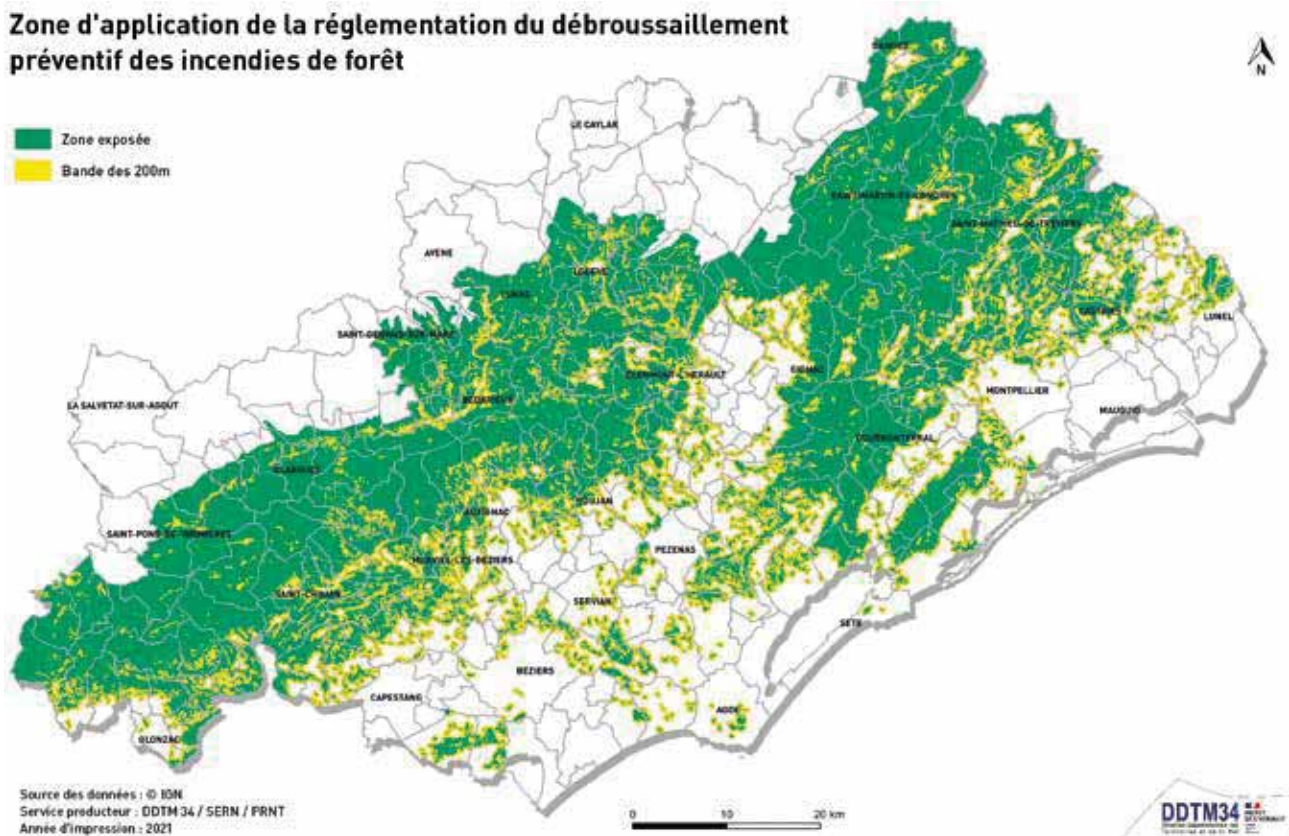 Zone d'application de la réglementation du débroussaillement
préventif des incendies de forêt
N
Zone exposée
Bande des 200m
GANGES
LE CAYLAR
SAINT-MARTIN-DE-LONDRES
SAINT-MATHIEU-DE-TREVIERS
AVENE
LODEVE
LUNAS
CASTRIES
LUNEL
SAINT-GERVAIS-SUR-MARE
CLERMONT-L'HERAULT
GIGNAC
MONTPELLIER
BEDARIEUX
LA SALVETAT-SUR-AGOUT
MAUGUIO
COURNONTERRAL
OLARGUES
ROUJAN
AUTIGNAC
SAINT-PONS-DE-THOMIERES
PEZENAS
MURVIEL-LES-BEZIERS
SAINT-CHINIAN
SERVIAN
SETE
BEZIERS
CAPESTANG
AGDE
OLONZAC
Source des données : © IGN
Service producteur : DDTM 34 / SERN / PRNT
Année d'impression : 2021
0 10 20 km
DDTM34